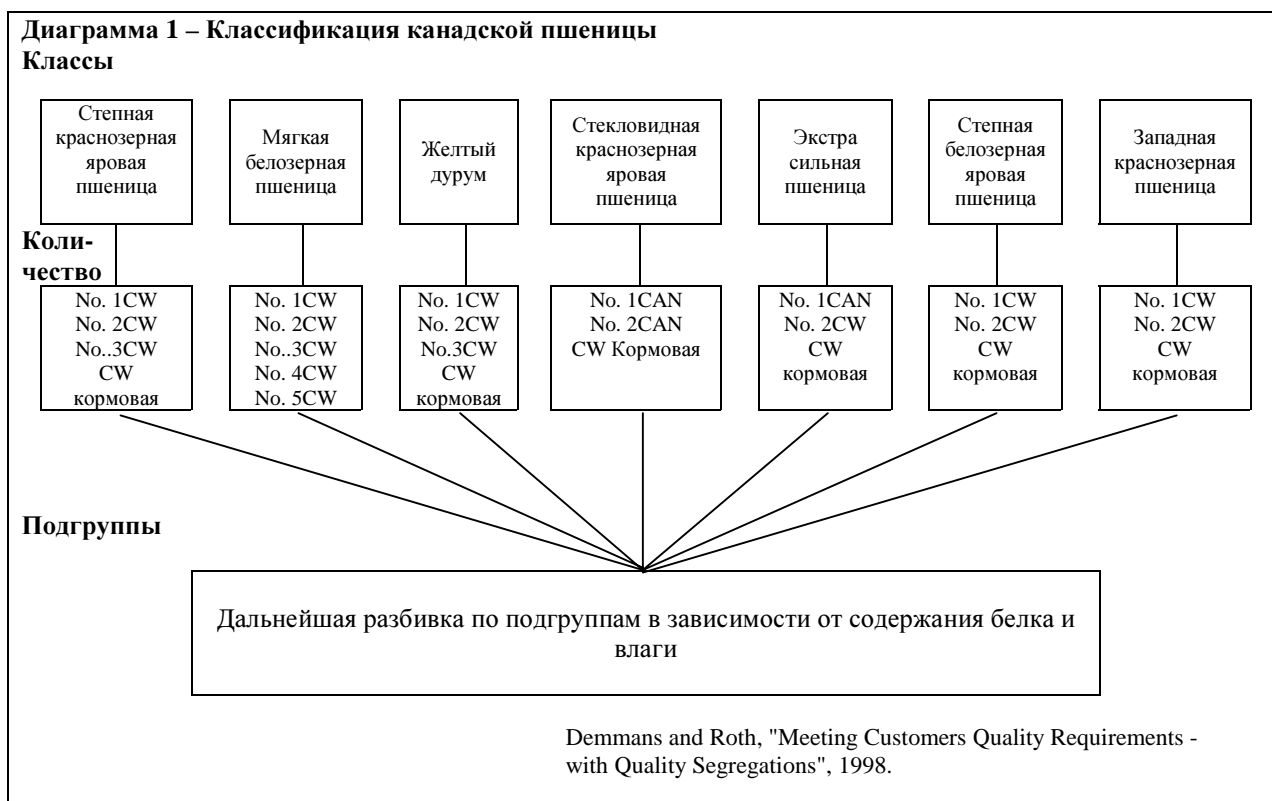 Диаграмма 1 – Классификация канадской пшеницы
Классы
Степная
краснозерная
яровая
пшеница
Мягкая
белозерная
пшеница
Желтый
дурум
Стекловидная
краснозерная
яровая
пшеница
Экстра
сильная
пшеница
Степная
белозерная
яровая
пшеница
Западная
краснозерная
пшеница
Коли-
чество
No. 1CW
No. 2CW
No..3CW
CW
кормовая
No. 1CW
No. 2CW
No..3CW
No. 4CW
No. 5CW
No. 1CW
No. 2CW
No.3CW
CW
кормовая
No. 1CAN
No. 2CAN
CW Кормовая
No. 1CAN
No. 2CW
CW
кормовая
No. 1CW
No. 2CW
CW
кормовая
No. 1CW
No. 2CW
CW
кормовая
Подгруппы
Дальнейшая разбивка по подгруппам в зависимости от содержания белка и
влаги
Demmans and Roth, "Meeting Customers Quality Requirements -
with Quality Segregations", 1998.